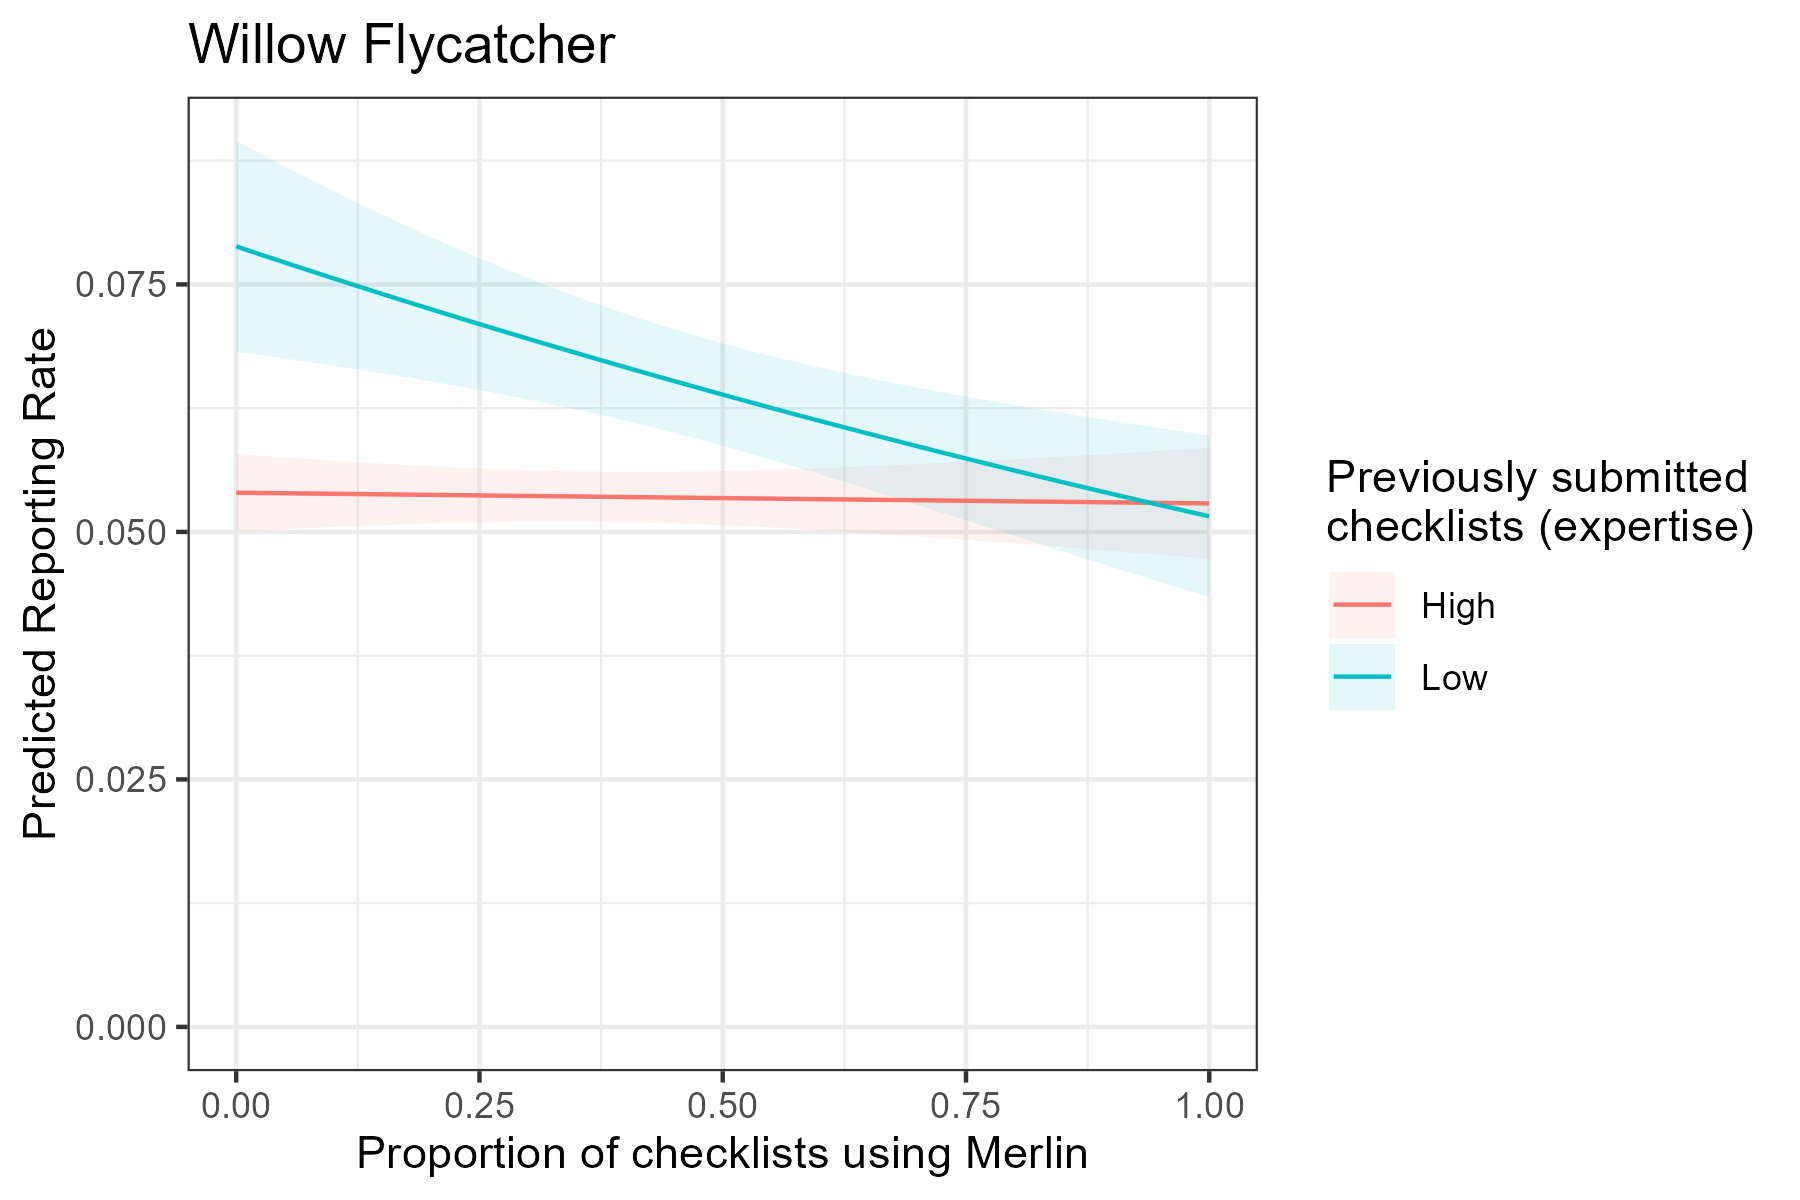 Willow Flycatcher
Predicted Reporting Rate
0.075
0.050
0.025
0.000
0.00 0.25 0.50 0.75 1.00
Proportion of checklists using Merlin
Previously submitted
checklists (expertise)
High
Low